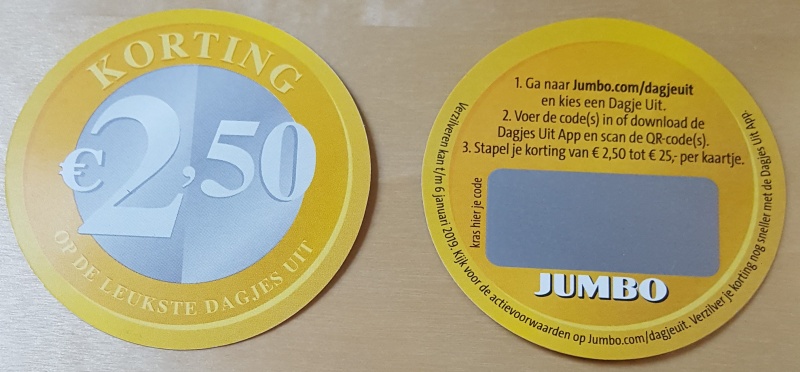 KORTING
€2,50
OP DE LEUKSTE DAGJES UIT
1. Ga naar Jumbo.com/dagjeuit
en kies een Dagje Uit.
2. Voer de code(s) in of download de
Dagjes Uit App en scan de QR-code(s).
3. Stapel je korting van € 2,50 tot € 25,- per kaartje.
kras hier je code
JUMBO
Verzilveren kan t/m 6 januari 2019. Kijk voor de actievoorwaarden op Jumbo.com/dagjeuit. Verzilver je korting nog sneller met de Dagjes Uit App.